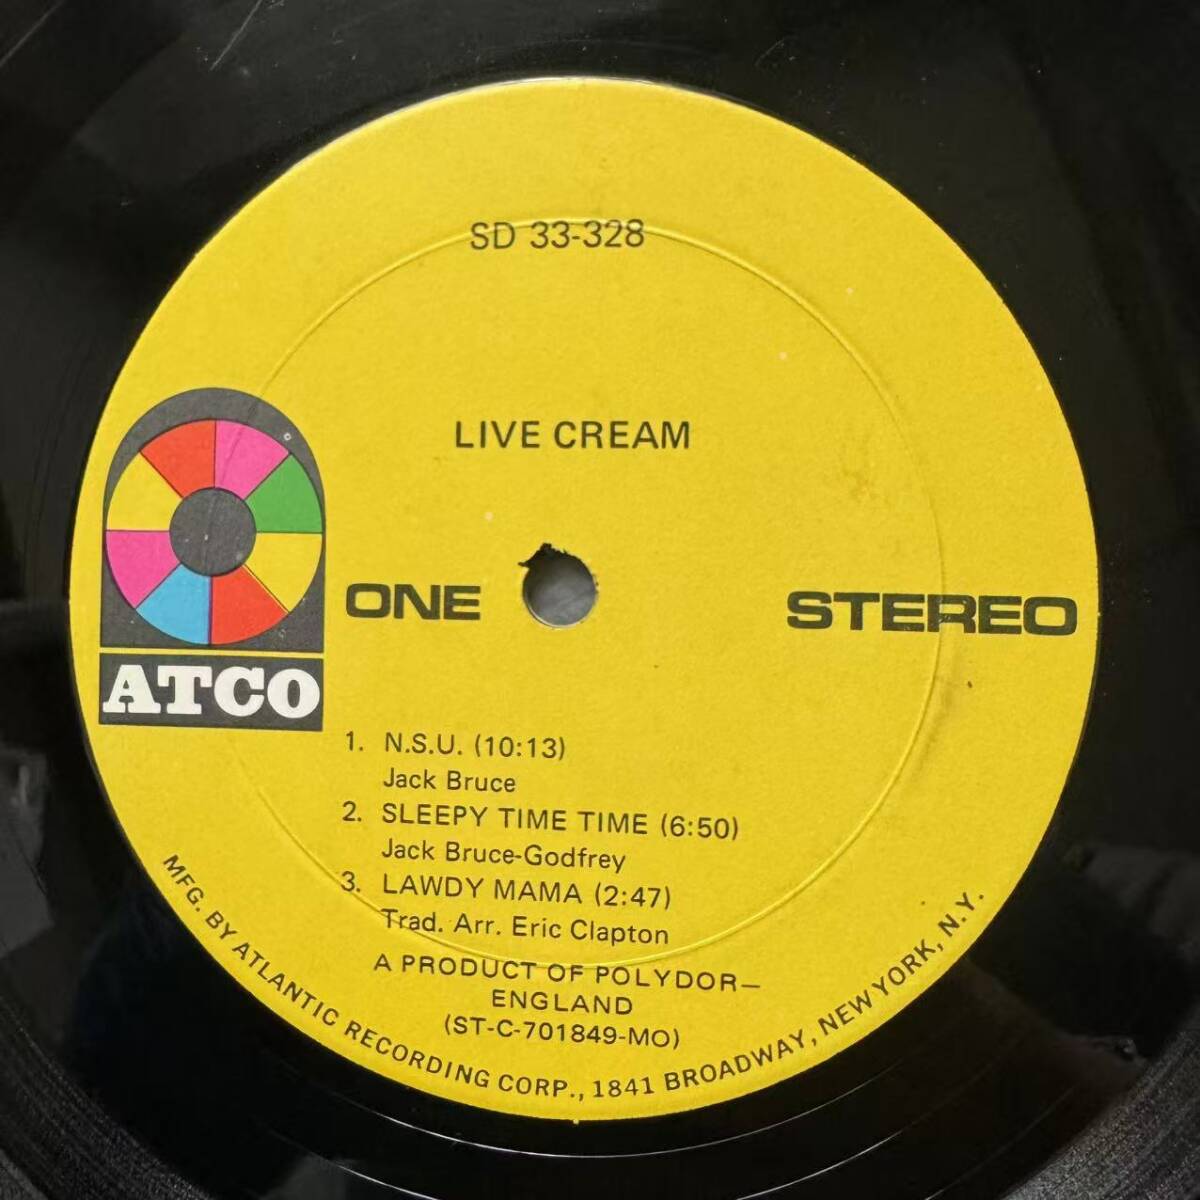 SD 33-328
LIVE CREAM
ONE
STEREO
ATCO
1. N.S.U. (10:13)
Jack Bruce
2. SLEEPY TIME TIME (6:50)
Jack Bruce-Godfrey
3. LAWDY MAMA (2:47)
Trad. Arr. Eric Clapton
A PRODUCT OF POLYDOR—
ENGLAND
(ST-C-701849-MO)
MFG. BY ATLANTIC RECORDING CORP., 1841 BROADWAY, NEW YORK, N.Y.